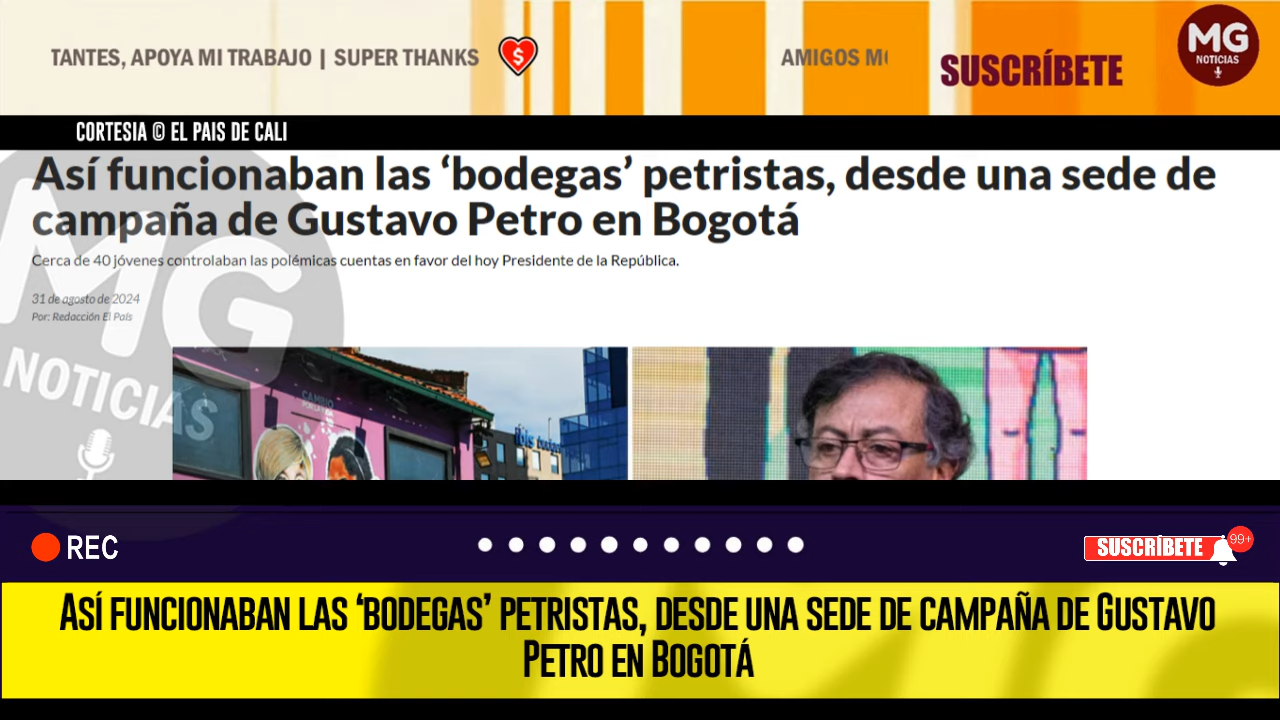 TANTES, APOYA MI TRABAJO | SUPER THANKS
AMIGOS
SUSCRÍBETE
MG
NOTICIAS
CORTESIA © EL PAIS DE CALI
Así funcionaban las ‘bodegas’ petristas, desde una sede de
campaña de Gustavo Petro en Bogotá
Cerca de 40 jóvenes controlaban las polémicas cuentas en favor del hoy Presidente de la República.
31 de agosto de 2024
Por: Redacción El País
MG
NOTICIAS
CAMBIO
ibis
REC
SUSCRÍBETE
99+
Así funcionaban las ‘bodegas’ petristas, desde una sede de campaña de Gustavo
Petro en Bogotá